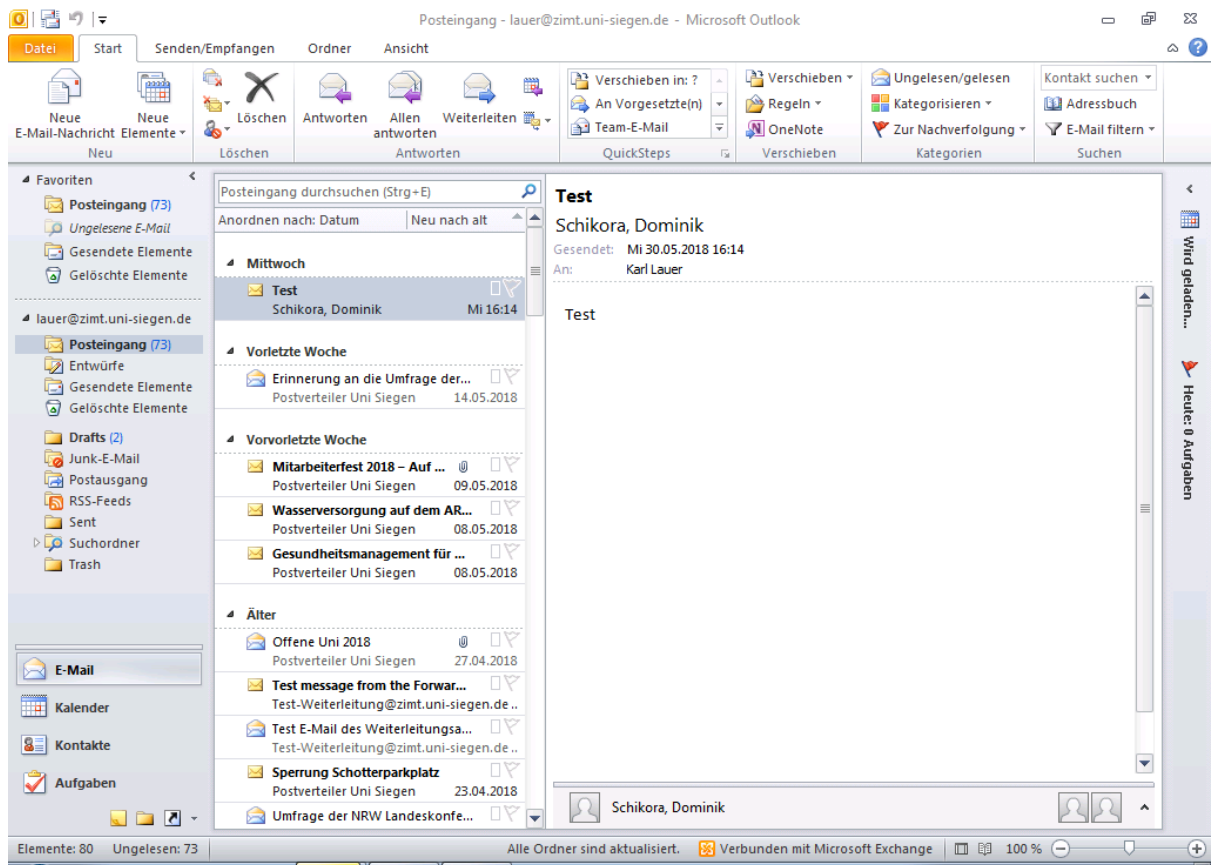 Posteingang - lauer@zimt.uni-siegen.de - Microsoft Outlook
Datei Start Senden/Empfangen Ordner Ansicht
Neue E-Mail-Nachricht
Neue Elemente
Neu
Löschen
Löschen
Antworten
Allen antworten
Weiterleiten
Antworten
Verschieben in: ?
An Vorgesetzte(n)
Team-E-Mail
QuickSteps
Verschieben
Regeln
OneNote
Verschieben
Ungelesen/gelesen
Kategorisieren
Zur Nachverfolgung
Kategorien
Kontakt suchen
Adressbuch
E-Mail filtern
Suchen
Favoriten
Posteingang (73)
Ungelesene E-Mail
Gesendete Elemente
Gelöschte Elemente
lauer@zimt.uni-siegen.de
Posteingang (73)
Entwürfe
Gesendete Elemente
Gelöschte Elemente
Drafts (2)
Junk-E-Mail
Postausgang
RSS-Feeds
Sent
Suchordner
Trash
E-Mail
Kalender
Kontakte
Aufgaben
Posteingang durchsuchen (Strg+E)
Anordnen nach: Datum Neu nach alt
Mittwoch
Test
Schikora, Dominik Mi 16:14
Vorletzte Woche
Erinnerung an die Umfrage der...
Postverteiler Uni Siegen 14.05.2018
Vorvorletzte Woche
Mitarbeiterfest 2018 – Auf ...
Postverteiler Uni Siegen 09.05.2018
Wasserversorgung auf dem AR...
Postverteiler Uni Siegen 08.05.2018
Gesundheitsmanagement für ...
Postverteiler Uni Siegen 08.05.2018
Älter
Offene Uni 2018
Postverteiler Uni Siegen 27.04.2018
Test message from the Forwar...
Test-Weiterleitung@zimt.uni-siegen.de ..
Test E-Mail des Weiterleitungsa...
Test-Weiterleitung@zimt.uni-siegen.de ..
Sperrung Schotterparkplatz
Postverteiler Uni Siegen 23.04.2018
Umfrage der NRW Landeskonfe...
Test
Schikora, Dominik
Gesendet: Mi 30.05.2018 16:14
An: Karl Lauer
Test
Schikora, Dominik
Wird geladen...
Heute: 0 Aufgaben
Elemente: 80 Ungelesen: 73 Alle Ordner sind aktualisiert. Verbunden mit Microsoft Exchange 100 %